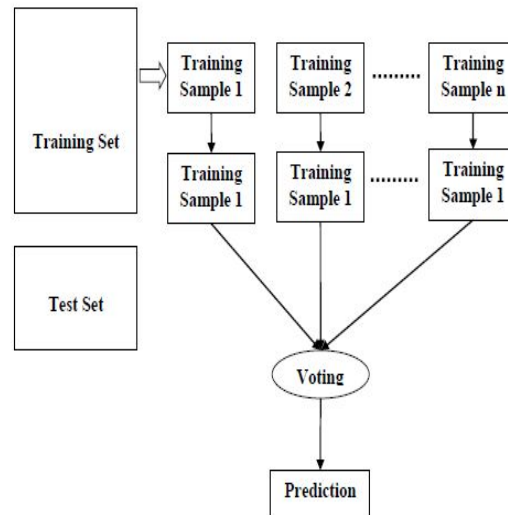 Training
Sample 1
Training
Sample 2
.........
Training
Sample n
Training Set
Training
Sample 1
Training
Sample 1
.........
Training
Sample 1
Test Set
Voting
Prediction